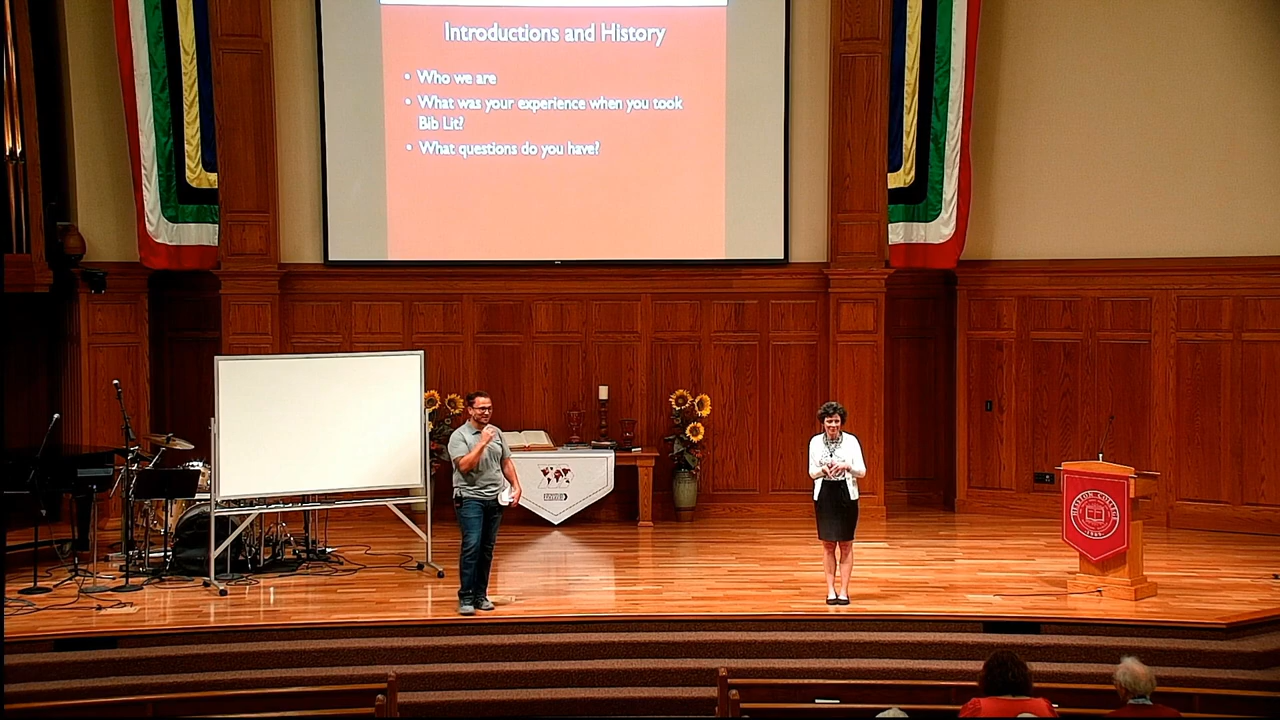 Introductions and History
• Who we are
• What was your experience when you took
Bib Lit?
• What questions do you have?